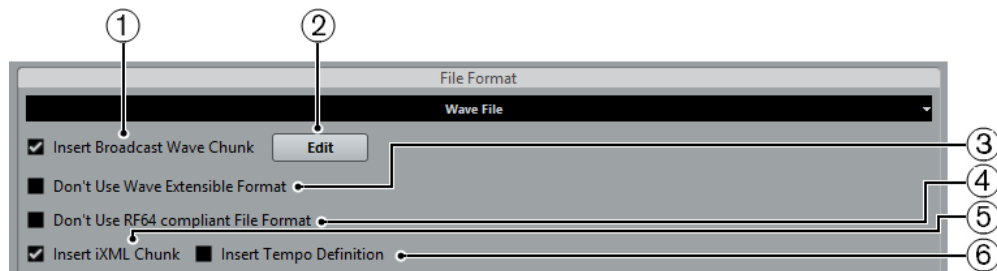 ① ②
File Format
Wave File
Insert Broadcast Wave Chunk Edit
③
Don't Use Wave Extensible Format
④
Don't Use RF64 compliant File Format
⑤
Insert iXML Chunk Insert Tempo Definition
⑥